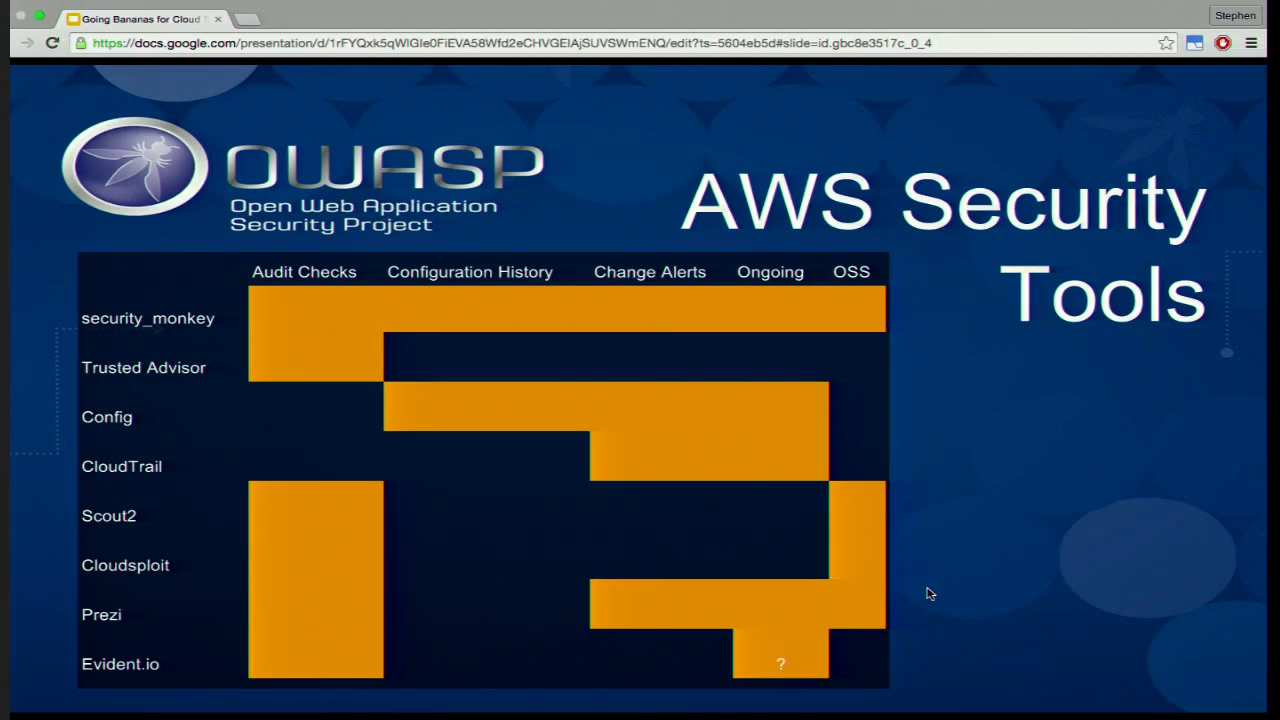 Going Bananas for Cloud S
Stephen
https://docs.google.com/presentation/d/1rFYQxk5qWlGIe0FiEVA58Wfd2eCHVGEIAjSUVSWmENQ/edit?ts=5604eb5d#slide=id.gbc8e3517c_0_4
OWASP
Open Web Application
Security Project
AWS Security
Tools
Audit Checks Configuration History Change Alerts Ongoing OSS
security_monkey
Trusted Advisor
Config
CloudTrail
Scout2
Cloudsploit
Prezi
Evident.io ?